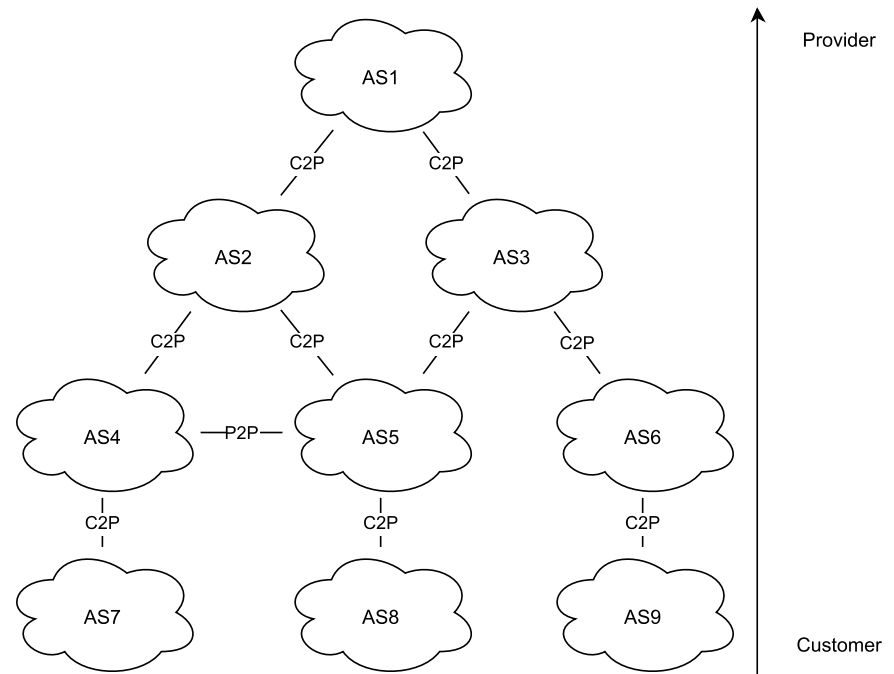 Provider
AS1
C2P
C2P
AS2
AS3
C2P
C2P
C2P
C2P
AS4
P2P
AS5
AS6
C2P
C2P
C2P
AS7
AS8
AS9
Customer